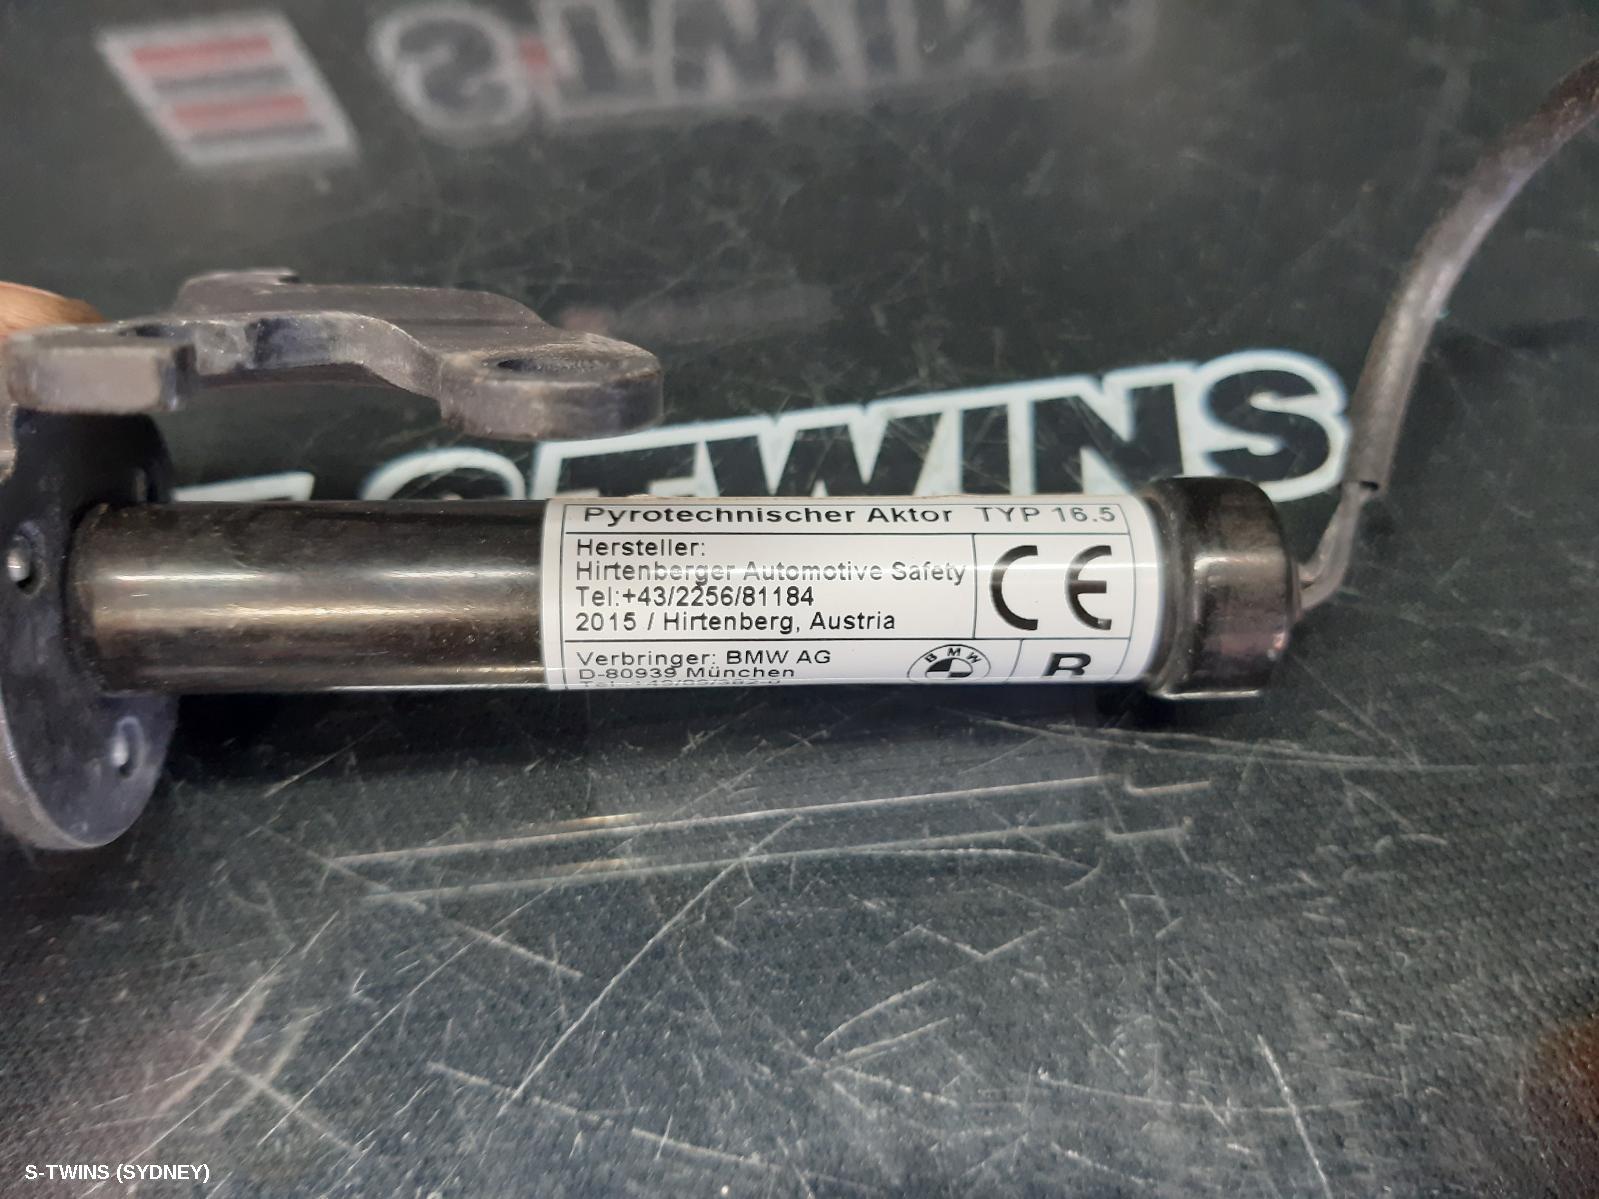 S-TWINS
S-TWINS
Pyrotechnischer Aktor TYP 16.5
Hersteller:
Hirtenberger Automotive Safety
Tel:+43/2256/81184
2015 / Hirtenberg, Austria
CE
Verbringer: BMW AG
D-80939 München
BMW
R
S-TWINS (SYDNEY)